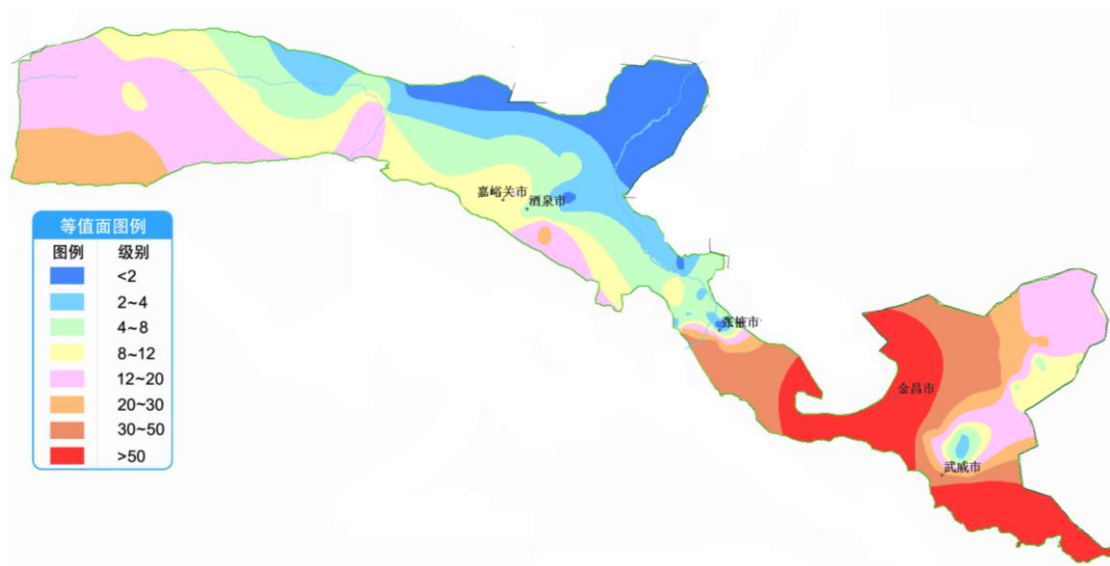 嘉峪关市
酒泉市
等值面图例
图例 级别
<2
2~4
4~8
8~12
12~20
20~30
30~50
>50
张掖市
金昌市
武威市